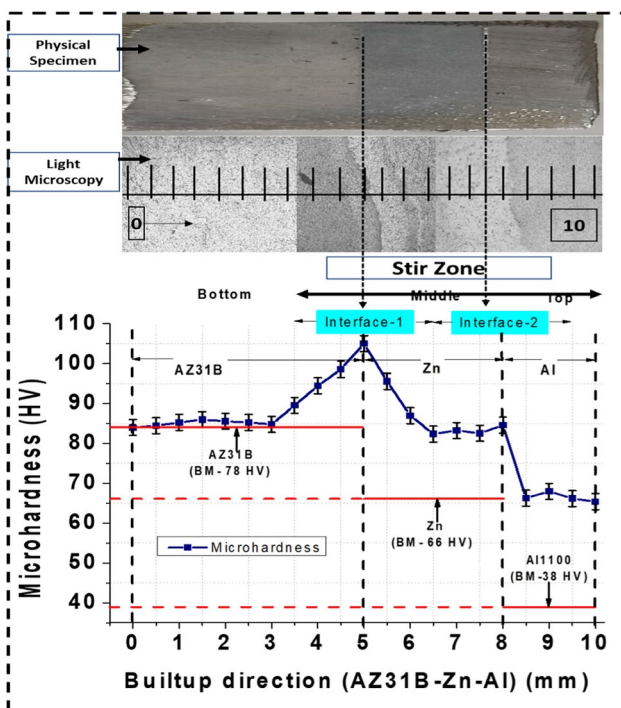 Physical
Specimen
Light
Microscopy
0
10
Stir Zone
Bottom
Middle
Top
Interface-1
Interface-2
AZ31B
Zn
Al
AZ31B
(BM- 78 HV)
Zn
(BM -66 HV)
Al1100
(BM -38 HV)
Microhardness
Microhardness (HV)
110
100
90
80
70
60
50
40
0 1 2 3 4 5 6 7 8 9 10
Builtup direction (AZ31B-Zn-Al) (mm)